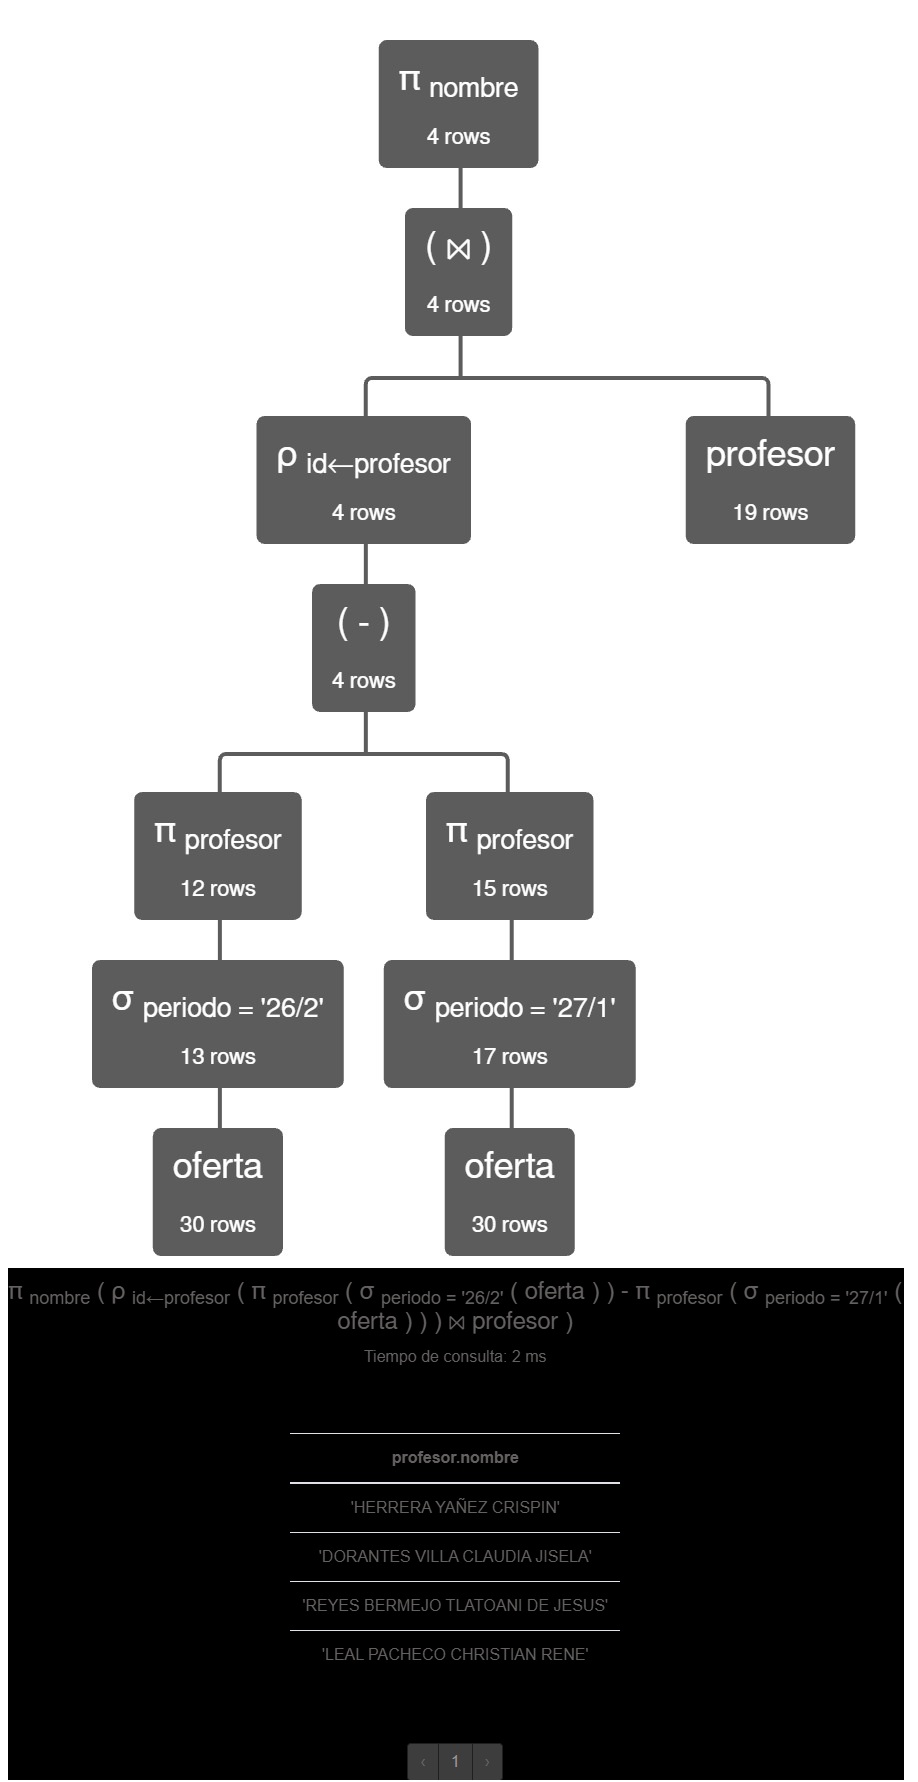 π nombre
4 rows
( ⋈ )
4 rows
ρ id←profesor
4 rows
profesor
19 rows
( - )
4 rows
π profesor
12 rows
π profesor
15 rows
σ periodo = '26/2'
13 rows
σ periodo = '27/1'
17 rows
oferta
30 rows
oferta
30 rows
π nombre ( ρ id←profesor ( π profesor ( σ periodo = '26/2' ( oferta ) ) - π profesor ( σ periodo = '27/1' (
oferta ) ) ) ⋈ profesor )
Tiempo de consulta: 2 ms
profesor.nombre
'HERRERA YAÑEZ CRISPIN'
'DORANTES VILLA CLAUDIA JISELA'
'REYES BERMEJO TLATOANI DE JESUS'
'LEAL PACHECO CHRISTIAN RENE'
‹ 1 ›